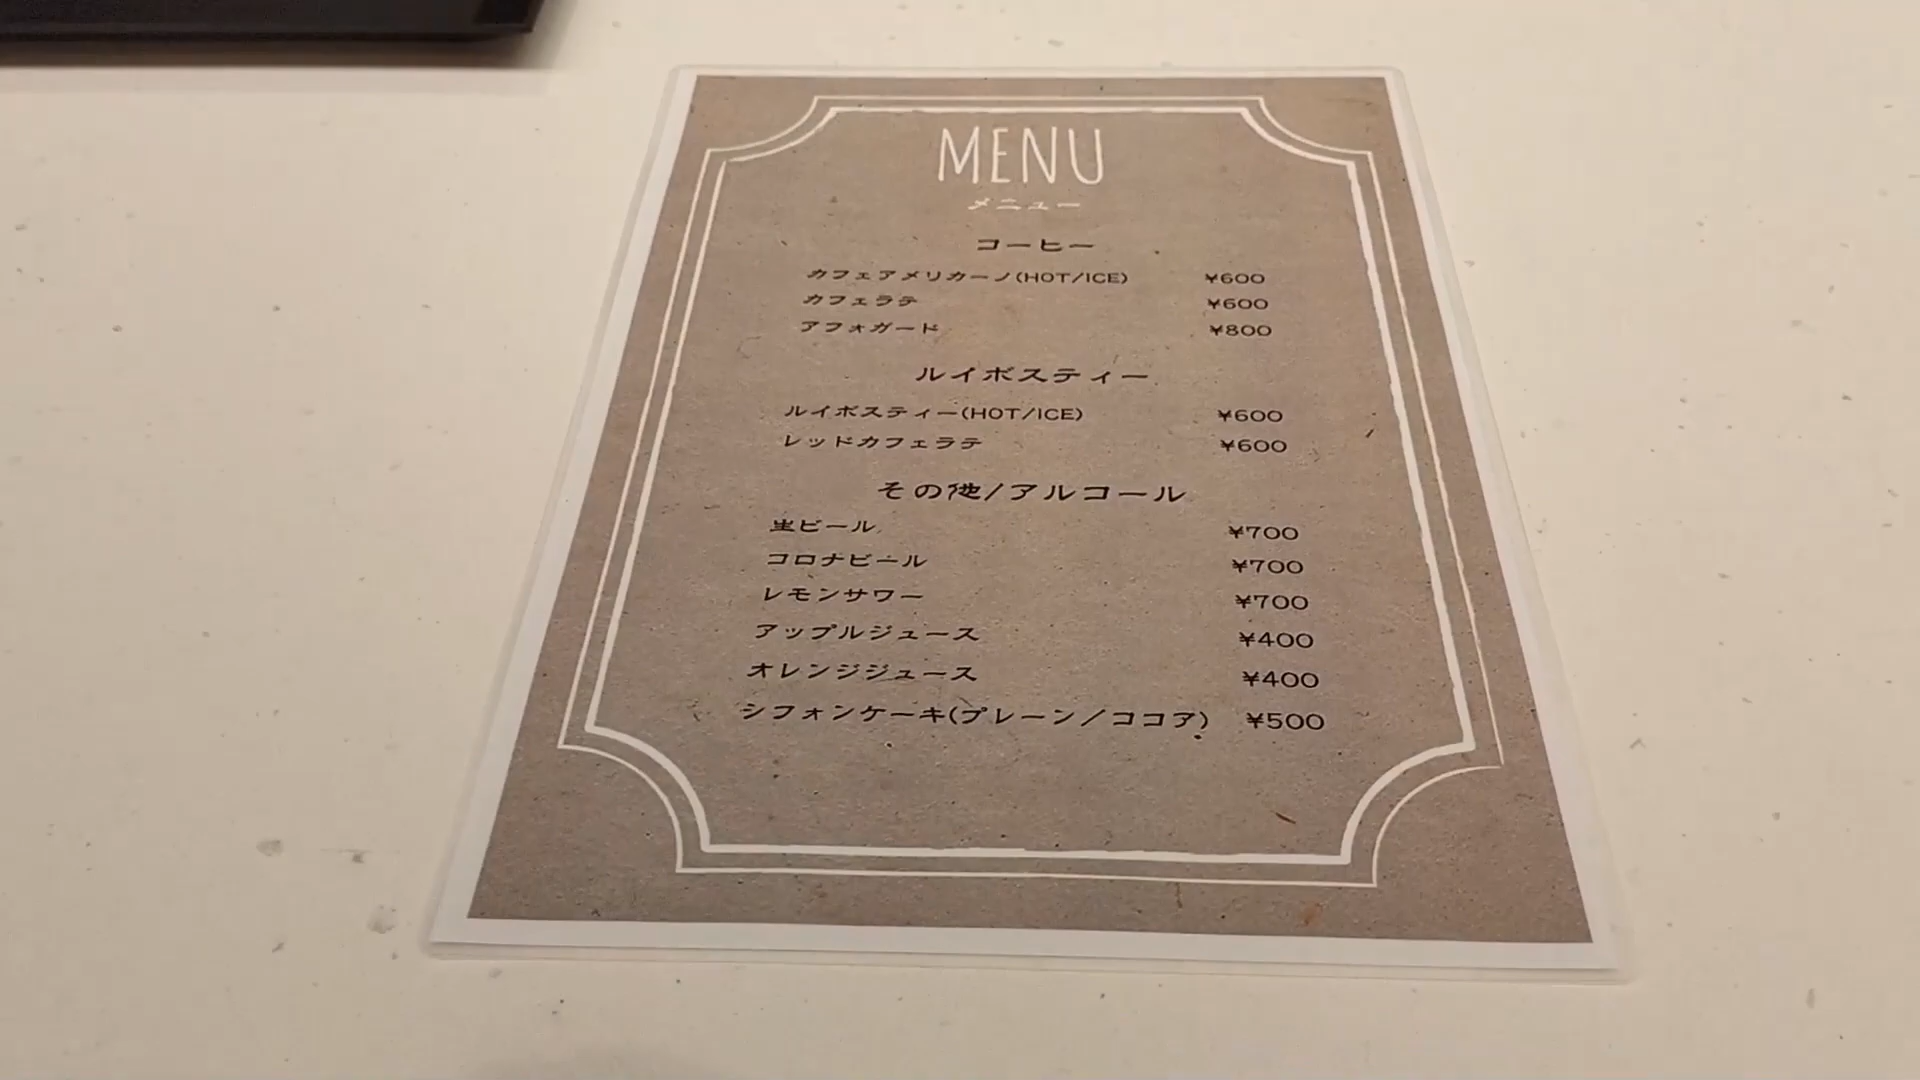 MENU
メニュー
コーヒー
カフェアメリカーノ(HOT/ICE) ¥600
カフェラテ ¥600
アフォガード ¥800
ルイボスティー
ルイボスティー(HOT/ICE) ¥600
レッドカフェラテ ¥600
その他/アルコール
生ビール ¥700
コロナビール ¥700
レモンサワー ¥700
アップルジュース ¥400
オレンジジュース ¥400
シフォンケーキ(プレーン/ココア) ¥500